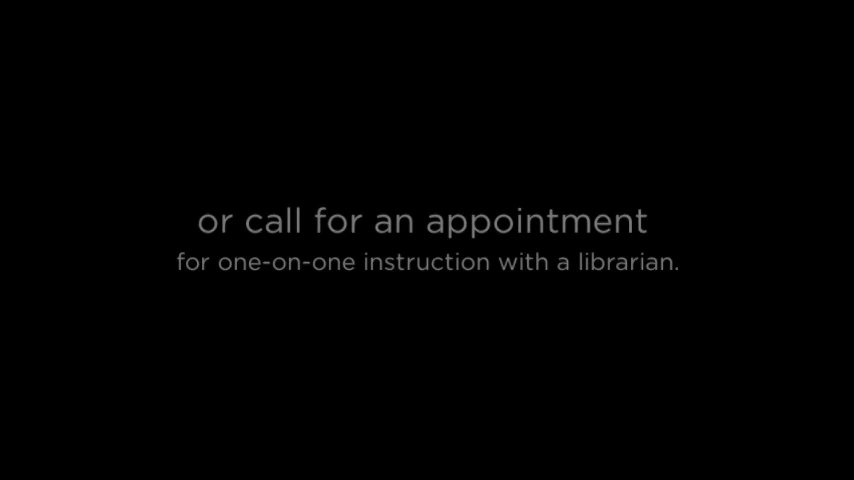 or call for an appointment
for one-on-one instruction with a librarian.